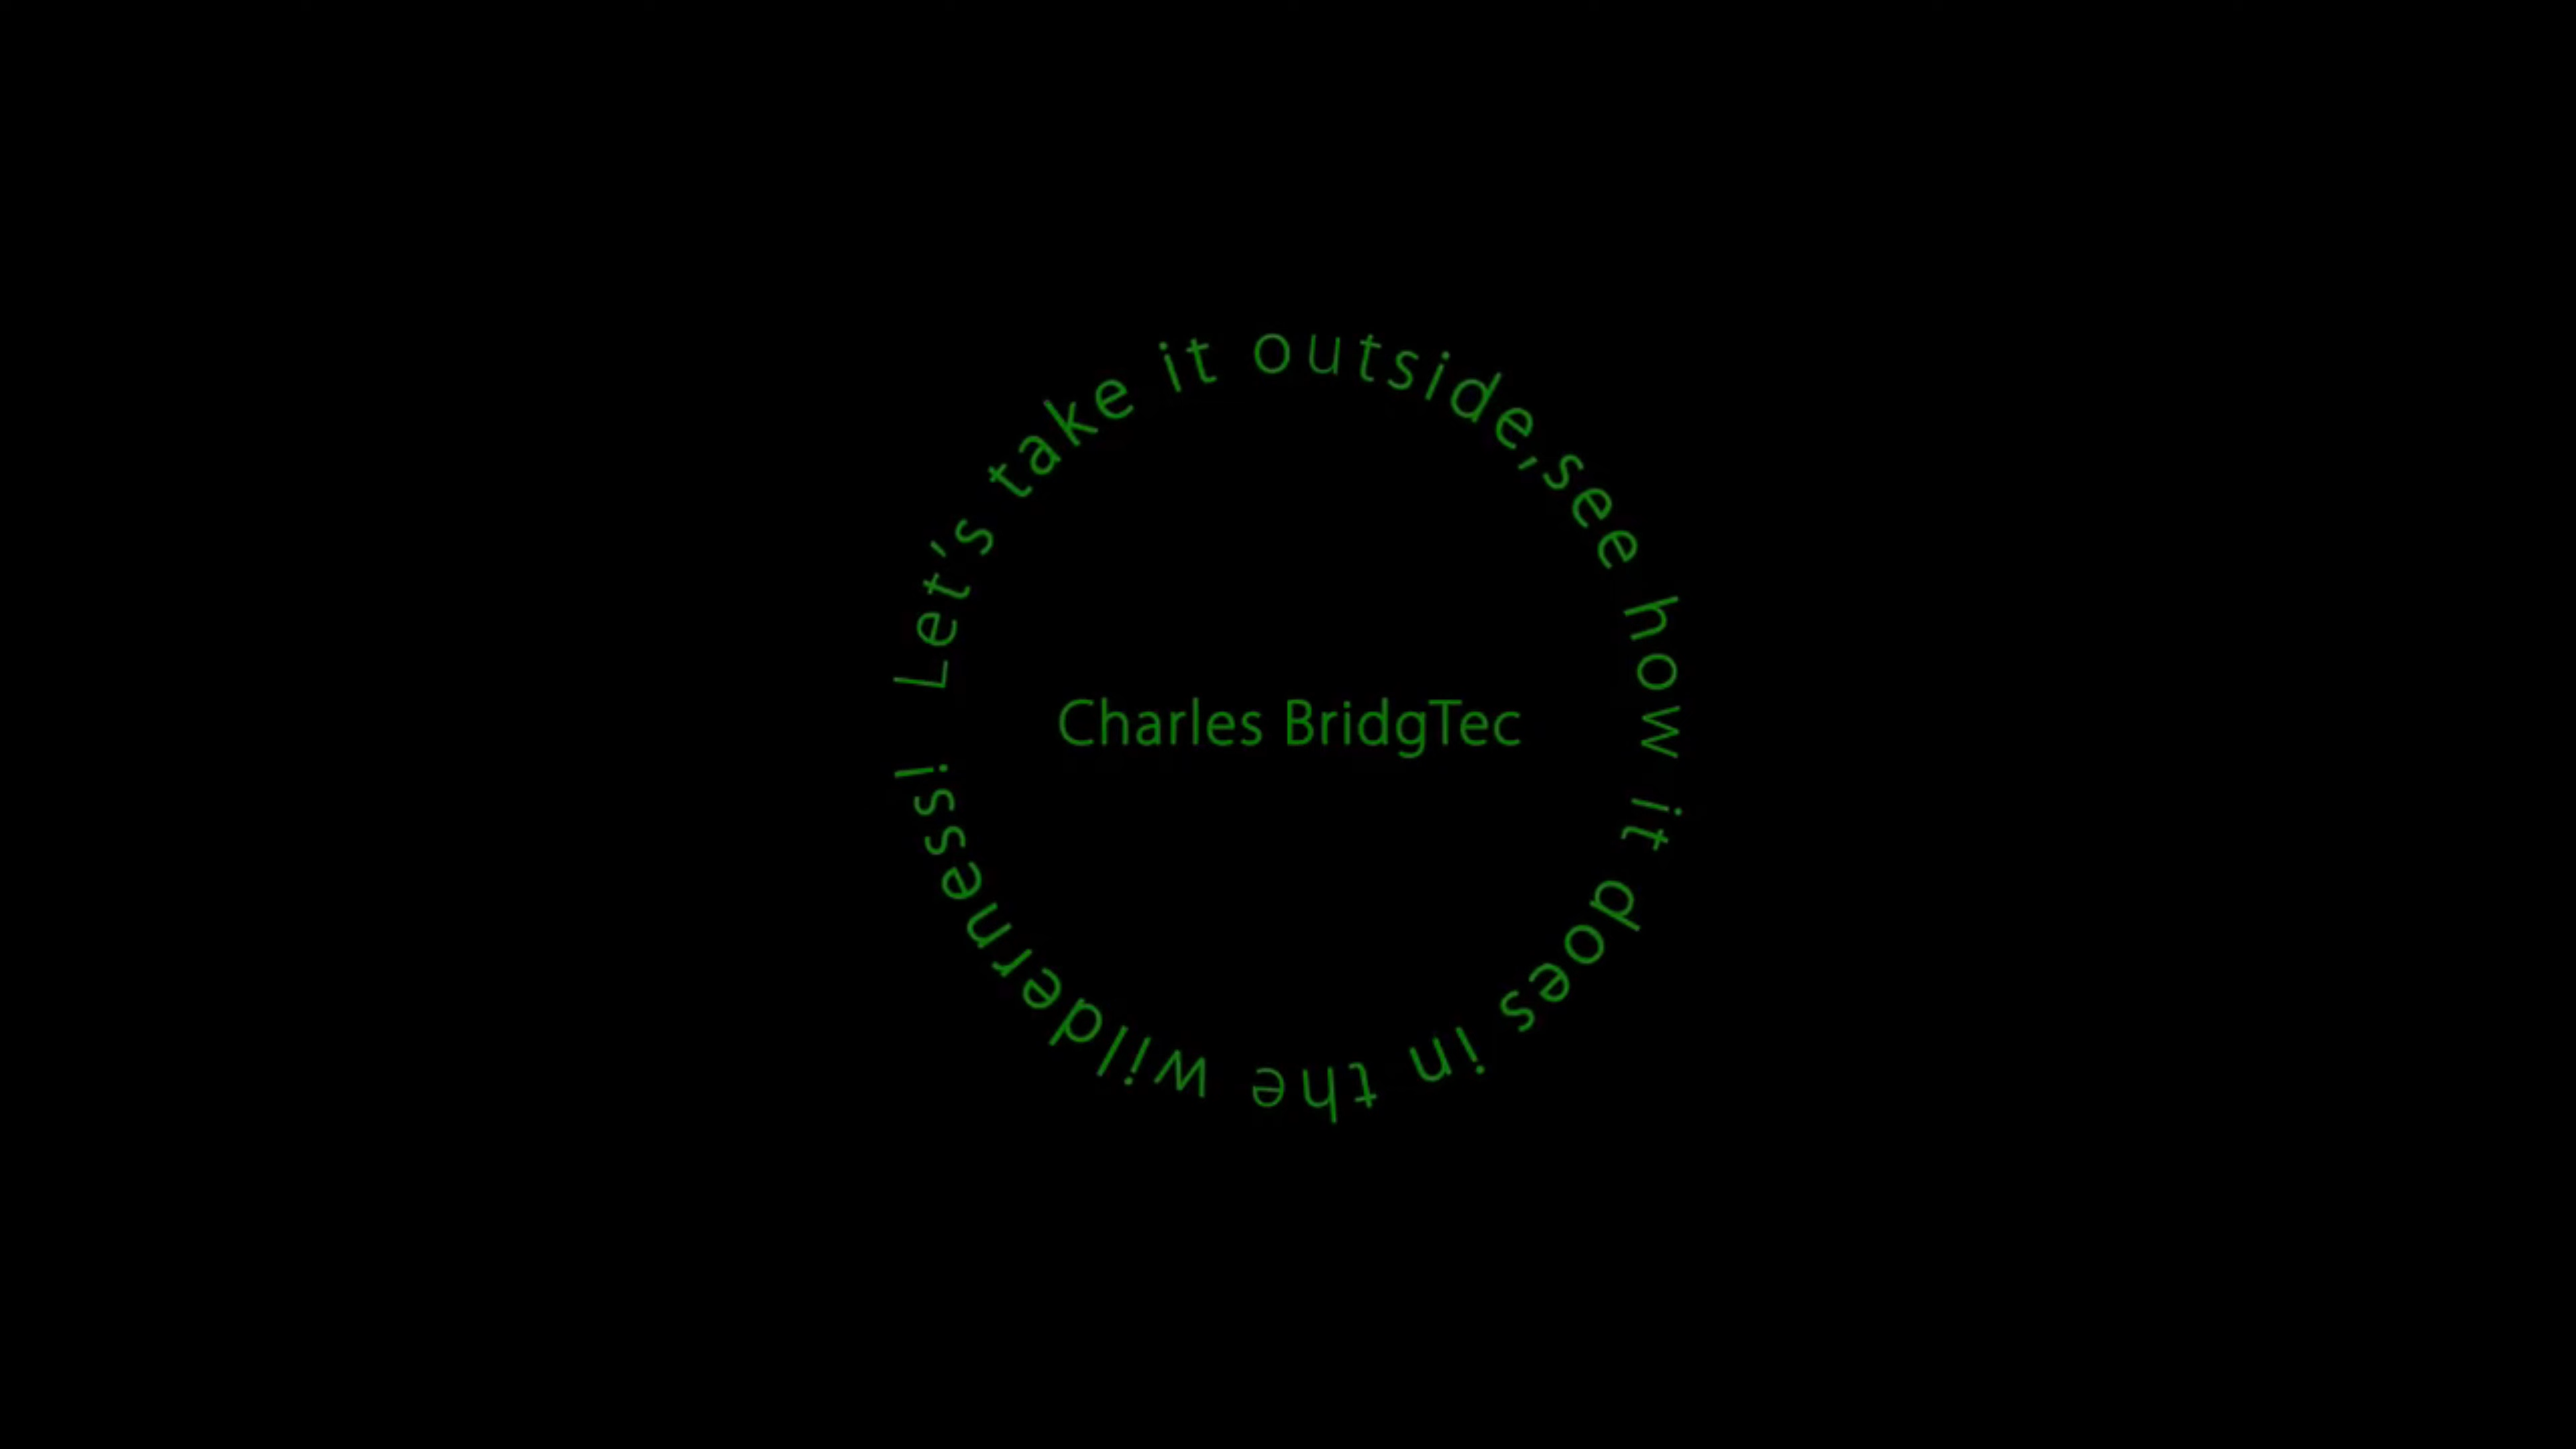 Let's take it outside,see how it does in the wilderness!
Charles BridgTec